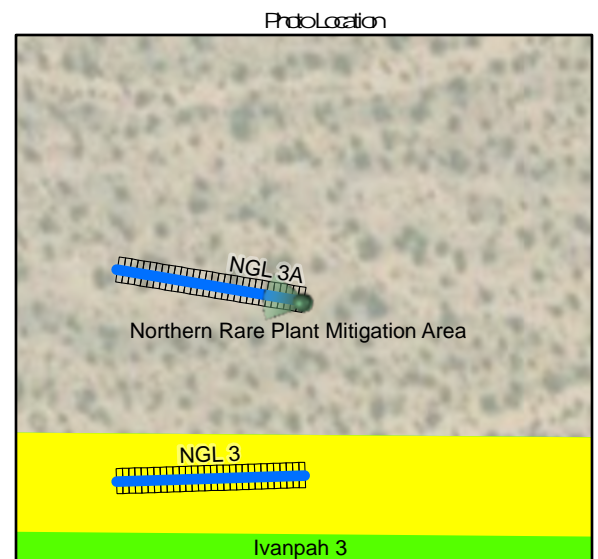 Photo Location
NGL 3A
Northern Rare Plant Mitigation Area
NGL 3
Ivanpah 3